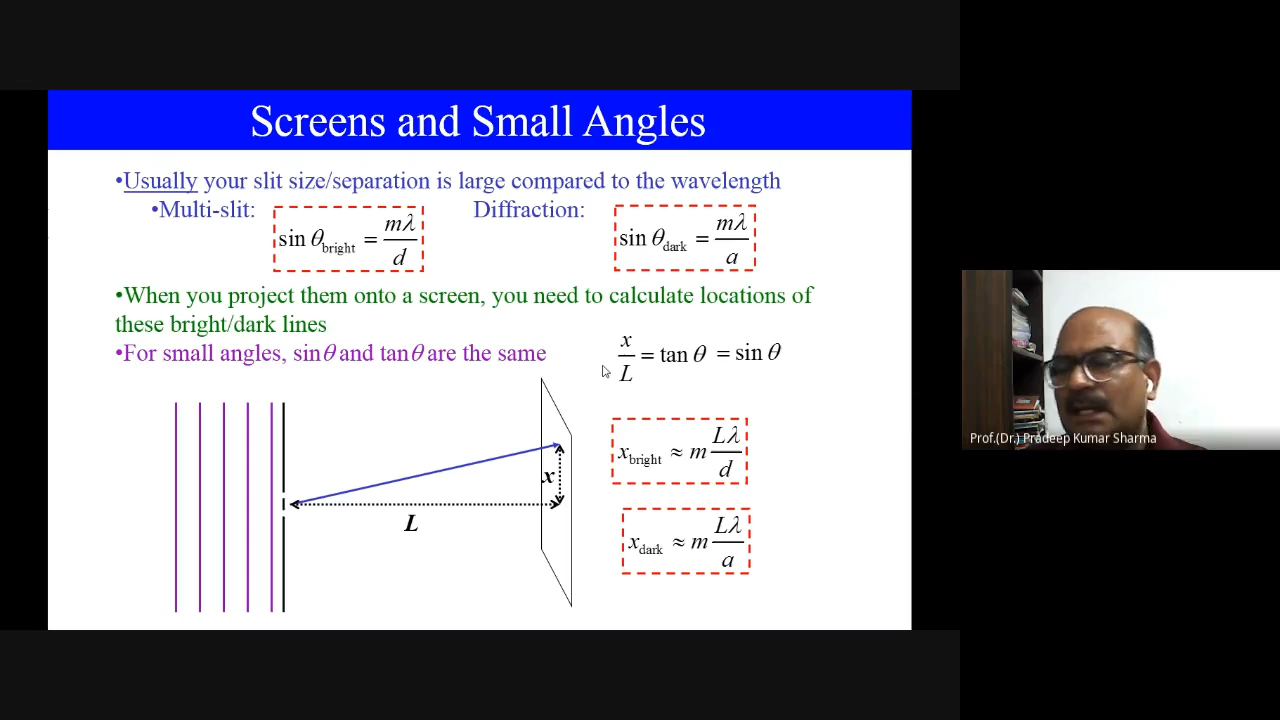 Screens and Small Angles
•Usually your slit size/separation is large compared to the wavelength
•Multi-slit: sin θbright = mλ/d Diffraction: sin θdark = mλ/a
•When you project them onto a screen, you need to calculate locations of
these bright/dark lines
•For small angles, sinθ and tanθ are the same x/L = tan θ = sin θ
xbright ≈ m Lλ/d
x
L
xdark ≈ m Lλ/a
Prof.(Dr.) Pradeep Kumar Sharma